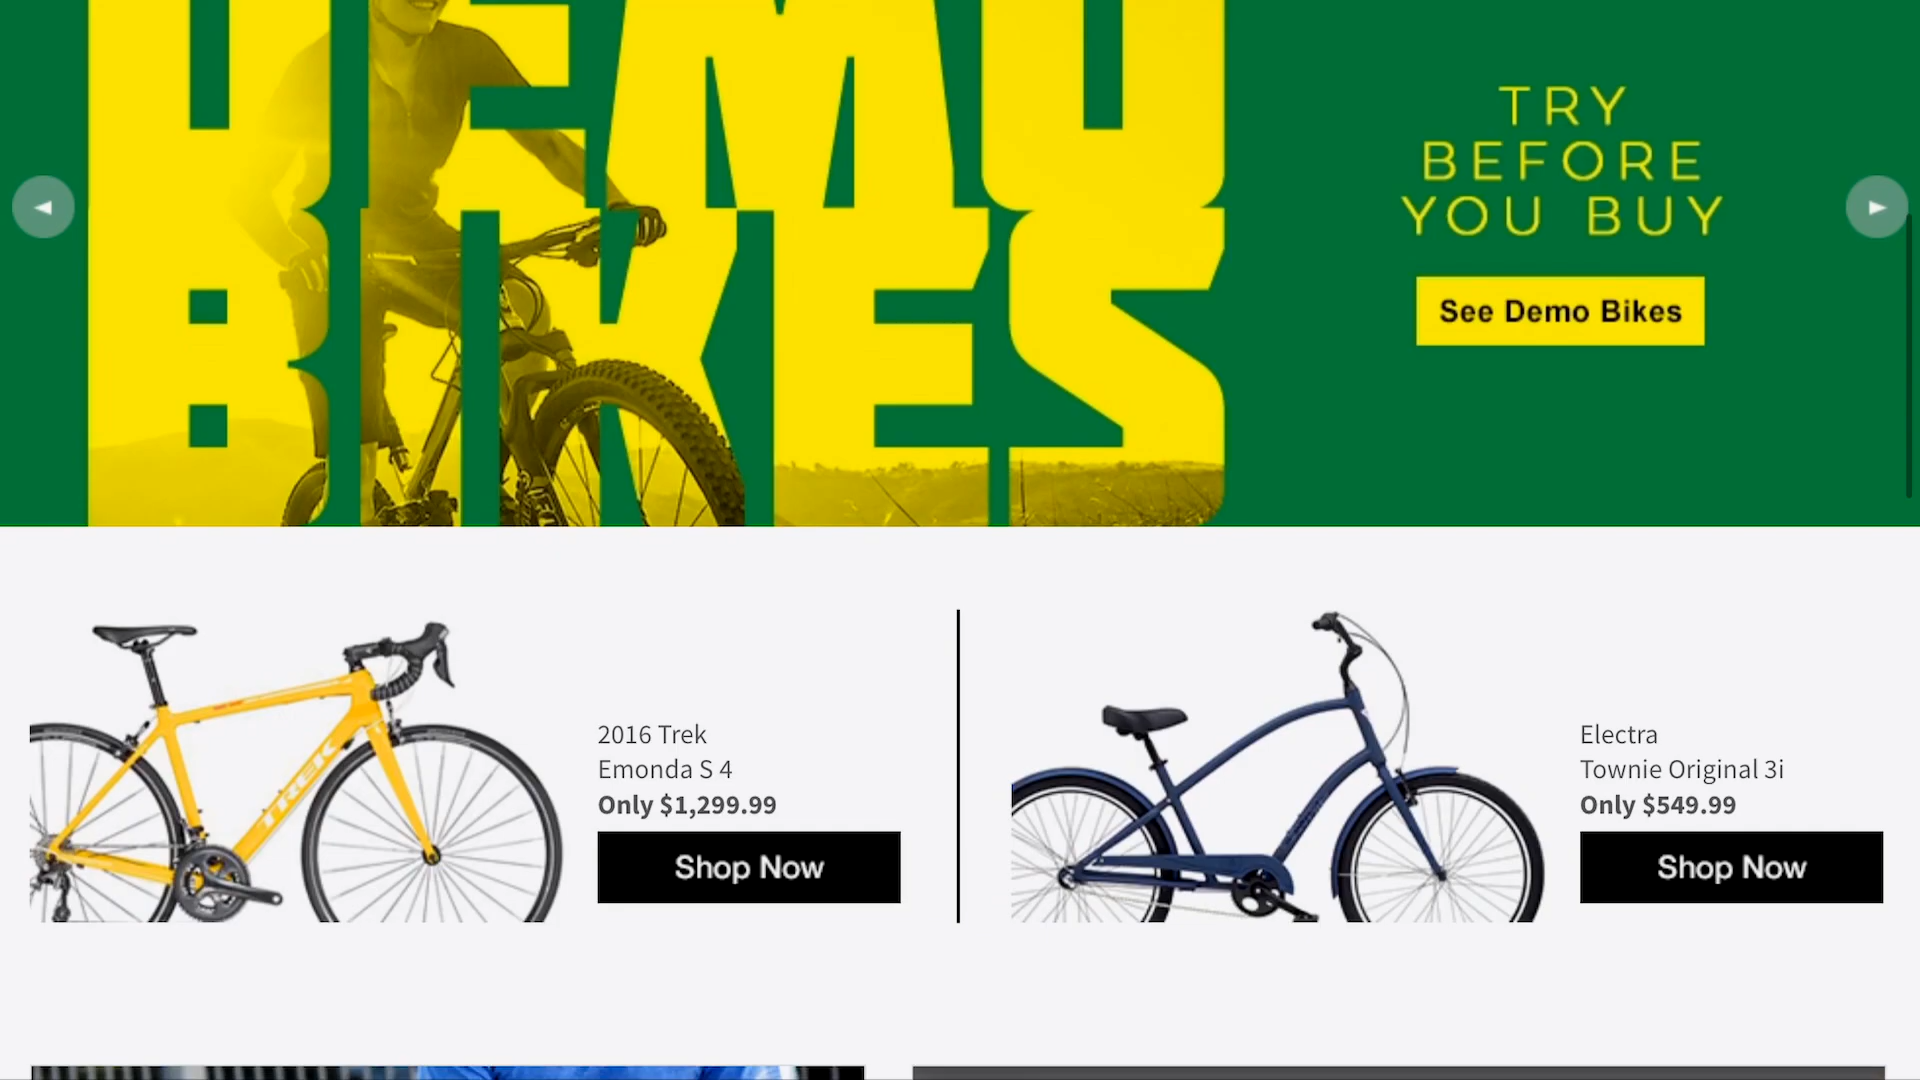 DEMO
BIKES
TRY
BEFORE
YOU BUY
See Demo Bikes
TREK
2016 Trek
Emonda S 4
Only $1,299.99
Shop Now
Electra
Townie Original 3i
Only $549.99
Shop Now